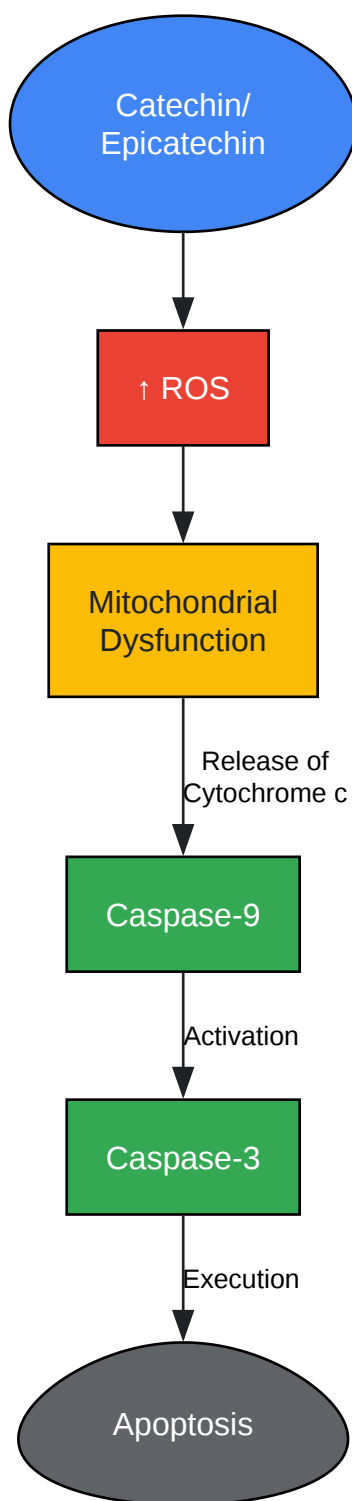 Catechin/
Epicatechin
↑ ROS
Mitochondrial
Dysfunction
Release of
Cytochrome c
Caspase-9
Activation
Caspase-3
Execution
Apoptosis